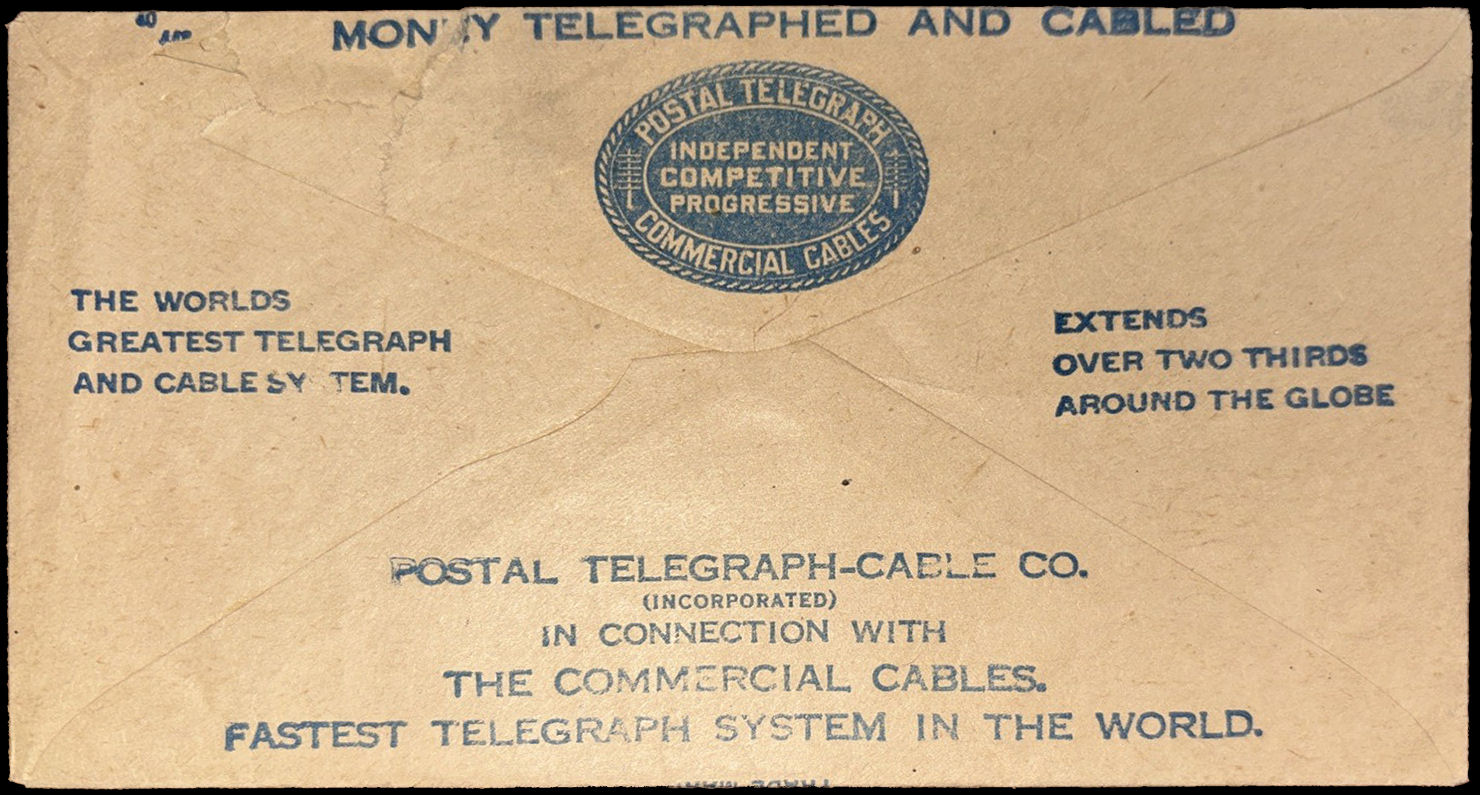 MONEY TELEGRAPHED AND CABLED
POSTAL TELEGRAPH
INDEPENDENT
COMPETITIVE
PROGRESSIVE
COMMERCIAL CABLES
THE WORLDS
GREATEST TELEGRAPH
AND CABLE SYSTEM.
EXTENDS
OVER TWO THIRDS
AROUND THE GLOBE
POSTAL TELEGRAPH-CABLE CO.
(INCORPORATED)
IN CONNECTION WITH
THE COMMERCIAL CABLES.
FASTEST TELEGRAPH SYSTEM IN THE WORLD.